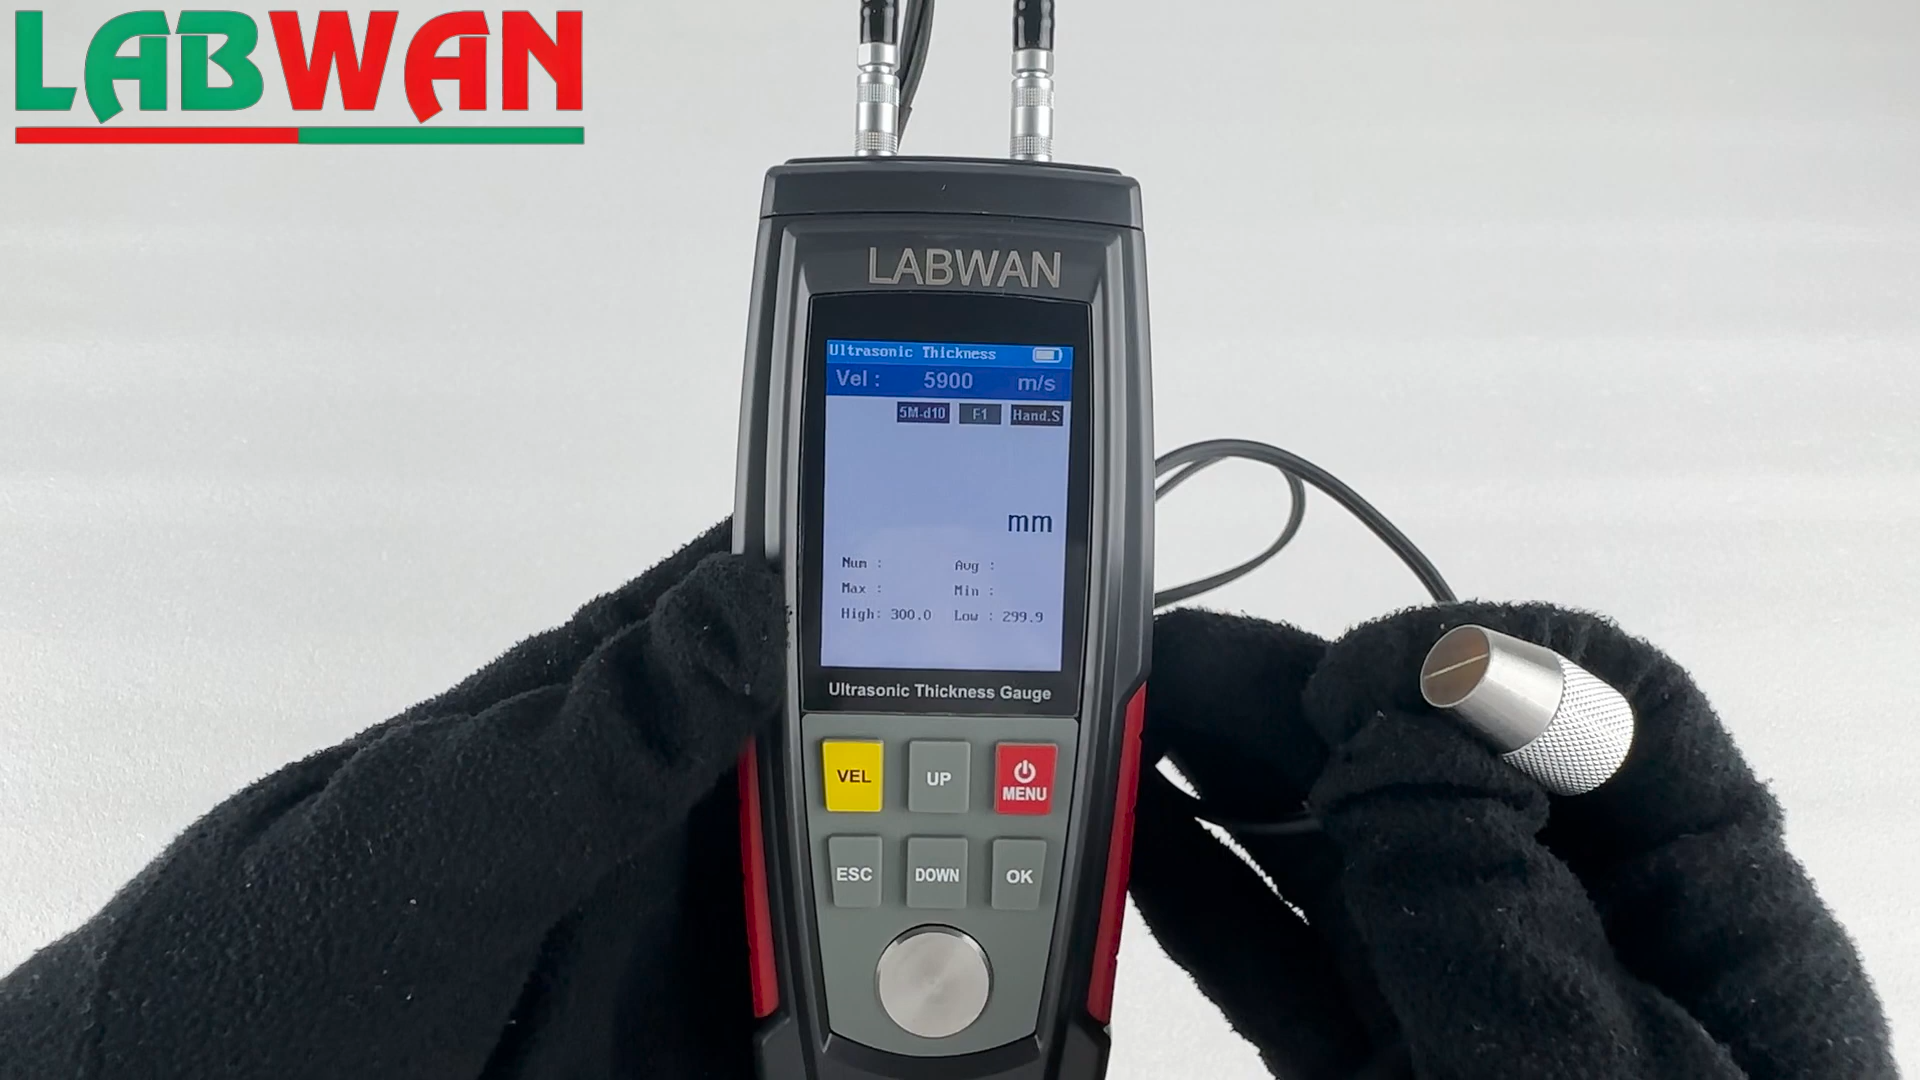 LABWAN
LABWAN
Ultrasonic Thickness
Vel : 5900 m/s
5M-d10 F1 Hand.S
mm
Num : Avg :
Max : Min :
High: 300.0 Low : 299.9
Ultrasonic Thickness Gauge
VEL UP MENU
ESC DOWN OK